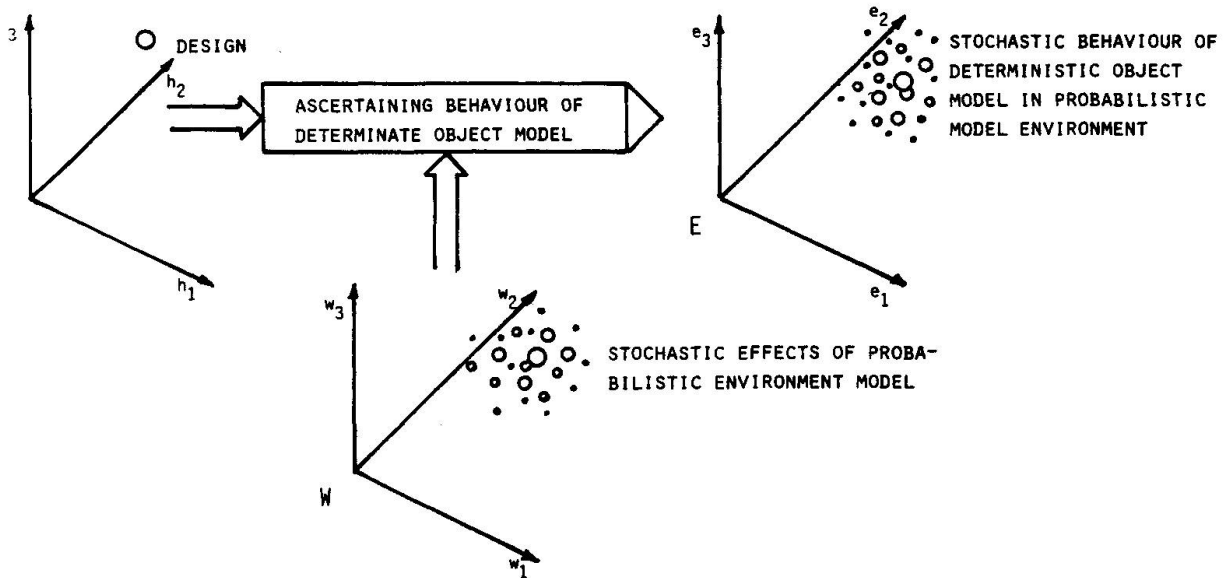 3
DESIGN
h2
h1
ASCERTAINING BEHAVIOUR OF
DETERMINATE OBJECT MODEL
e3
e2
STOCHASTIC BEHAVIOUR OF
DETERMINISTIC OBJECT
MODEL IN PROBABILISTIC
MODEL ENVIRONMENT
E
e1
w3
w2
STOCHASTIC EFFECTS OF PROBA-
BILISTIC ENVIRONMENT MODEL
W
w1